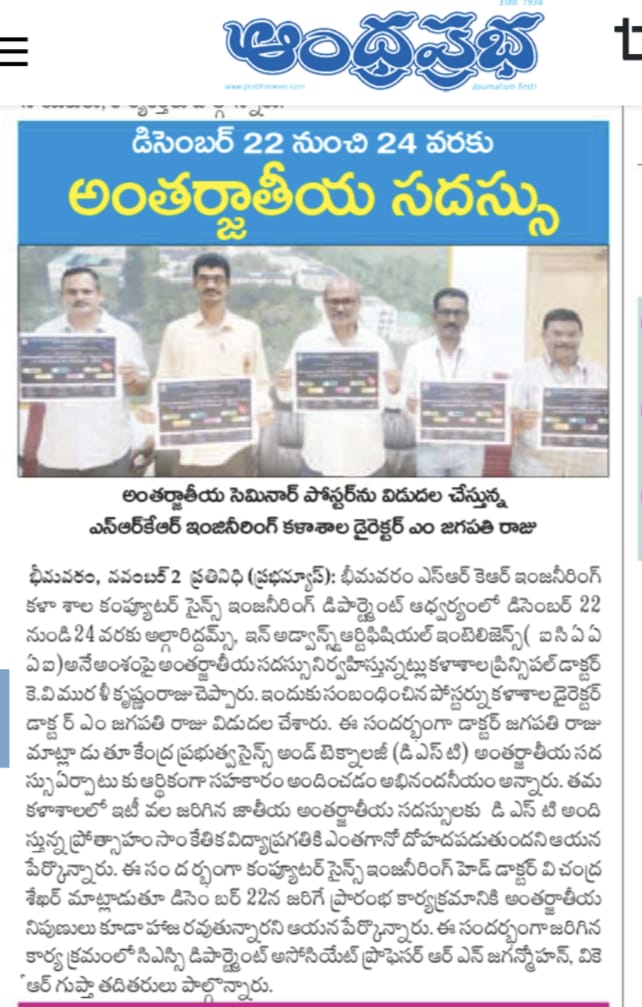 Estd. 1938
ఆంధ్రప్రభ
www.prabhanews.com
Journalism first!
డిసెంబర్ 22 నుంచి 24 వరకు
అంతర్జాతీయ సదస్సు
అంతర్జాతీయ సెమినార్ పోస్టర్‌ను విడుదల చేస్తున్న
ఎస్ఆర్‌కేఆర్ ఇంజినీరింగ్ కళాశాల డైరెక్టర్ ఎం జగపతి రాజు
భీమవరం, నవంబర్ 2 ప్రతినిధి (ప్రభన్యూస్): భీమవరం ఎస్ఆర్ కెఆర్ ఇంజనీరింగ్
కళా శాల కంప్యూటర్ సైన్స్ ఇంజనీరింగ్ డిపార్ట్మెంట్ ఆధ్వర్యంలో డిసెంబర్ 22
నుండి 24 వరకు అల్గారిద్దమ్స్, ఇన్ అడ్వాన్స్డ్ ఆర్టిఫిషియల్ ఇంటెలిజెన్స్( ఐ సి ఏ ఏ
ఏ ఐ) అనే అంశంపై అంతర్జాతీయ సదస్సు నిర్వహిస్తున్నట్లు కళాశాల ప్రిన్సిపల్ డాక్టర్
కె.వి మురళీ కృష్ణంరాజు చెప్పారు. ఇందుకు సంబంధించిన పోస్టర్ను కళాశాల డైరెక్టర్
డాక్ట ర్ ఎం జగపతి రాజు విడుదల చేశారు. ఈ సందర్భంగా డాక్టర్ జగపతి రాజు
మాట్లా డు తూ కేంద్ర ప్రభుత్వ సైన్స్ అండ్ టెక్నాలజీ (డి ఎస్ టి) అంతర్జాతీయ సద
స్సు ఏర్పాటు కు ఆర్థికంగా సహకారం అందించడం అభినందనీయం అన్నారు. తమ
కళాశాలలో ఇటీ వల జరిగిన జాతీయ అంతర్జాతీయ సదస్సులకు డి ఎస్ టి అంది
స్తున్న ప్రోత్సాహం సాం కేతిక విద్యాప్రగతికి ఎంతగానో దోహదపడుతుందని ఆయన
పేర్కొన్నారు. ఈ సం దర్భంగా కంప్యూటర్ సైన్స్ ఇంజనీరింగ్ హెడ్ డాక్టర్ వి చంద్ర
శేఖర్ మాట్లాడుతూ డిసెం బర్ 22న జరిగే ప్రారంభ కార్యక్రమానికి అంతర్జాతీయ
నిపుణులు కూడా హాజ రవుతున్నారని ఆయన పేర్కొన్నారు. ఈ సందర్భంగా జరిగిన
కార్య క్రమంలో సిఎస్సి డిపార్ట్మెంట్ అసోసియేట్ ప్రొఫెసర్ ఆర్ ఎన్ జగన్మోహన్, వికె
ఆర్ గుప్తా తదితరులు పాల్గొన్నారు.